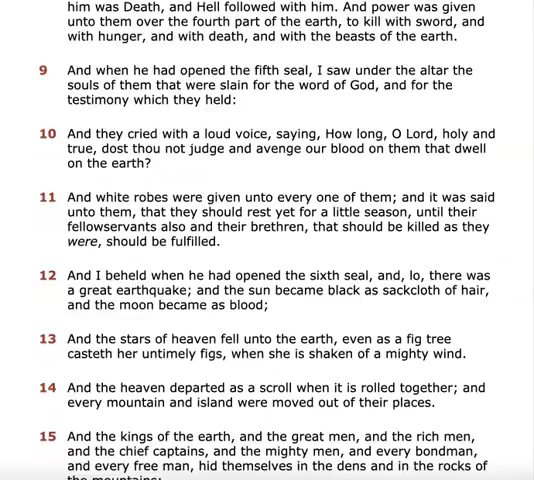 him was Death, and Hell followed with him. And power was given
unto them over the fourth part of the earth, to kill with sword, and
with hunger, and with death, and with the beasts of the earth.
9 And when he had opened the fifth seal, I saw under the altar the
souls of them that were slain for the word of God, and for the
testimony which they held:
10 And they cried with a loud voice, saying, How long, O Lord, holy and
true, dost thou not judge and avenge our blood on them that dwell
on the earth?
11 And white robes were given unto every one of them; and it was said
unto them, that they should rest yet for a little season, until their
fellowservants also and their brethren, that should be killed as they
were, should be fulfilled.
12 And I beheld when he had opened the sixth seal, and, lo, there was
a great earthquake; and the sun became black as sackcloth of hair,
and the moon became as blood;
13 And the stars of heaven fell unto the earth, even as a fig tree
casteth her untimely figs, when she is shaken of a mighty wind.
14 And the heaven departed as a scroll when it is rolled together; and
every mountain and island were moved out of their places.
15 And the kings of the earth, and the great men, and the rich men,
and the chief captains, and the mighty men, and every bondman,
and every free man, hid themselves in the dens and in the rocks of
the mountains;